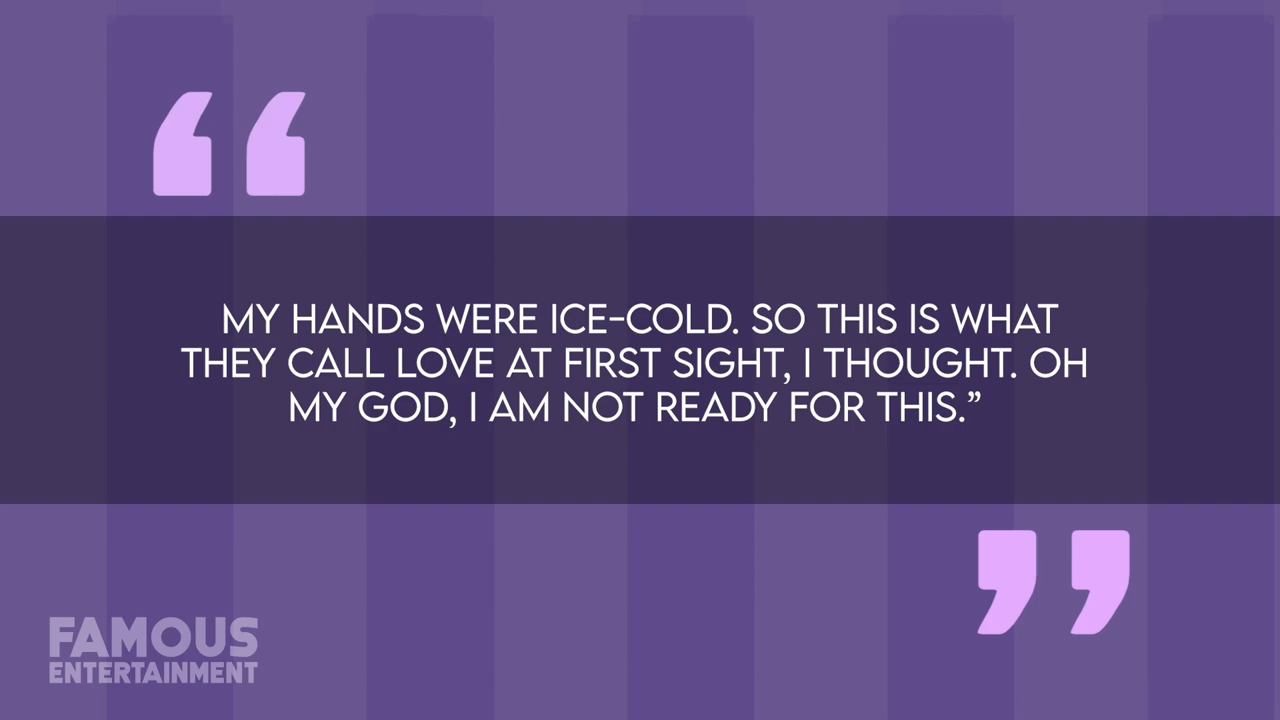 “
MY HANDS WERE ICE-COLD. SO THIS IS WHAT
THEY CALL LOVE AT FIRST SIGHT, I THOUGHT. OH
MY GOD, I AM NOT READY FOR THIS.”
”
FAMOUS
ENTERTAINMENT